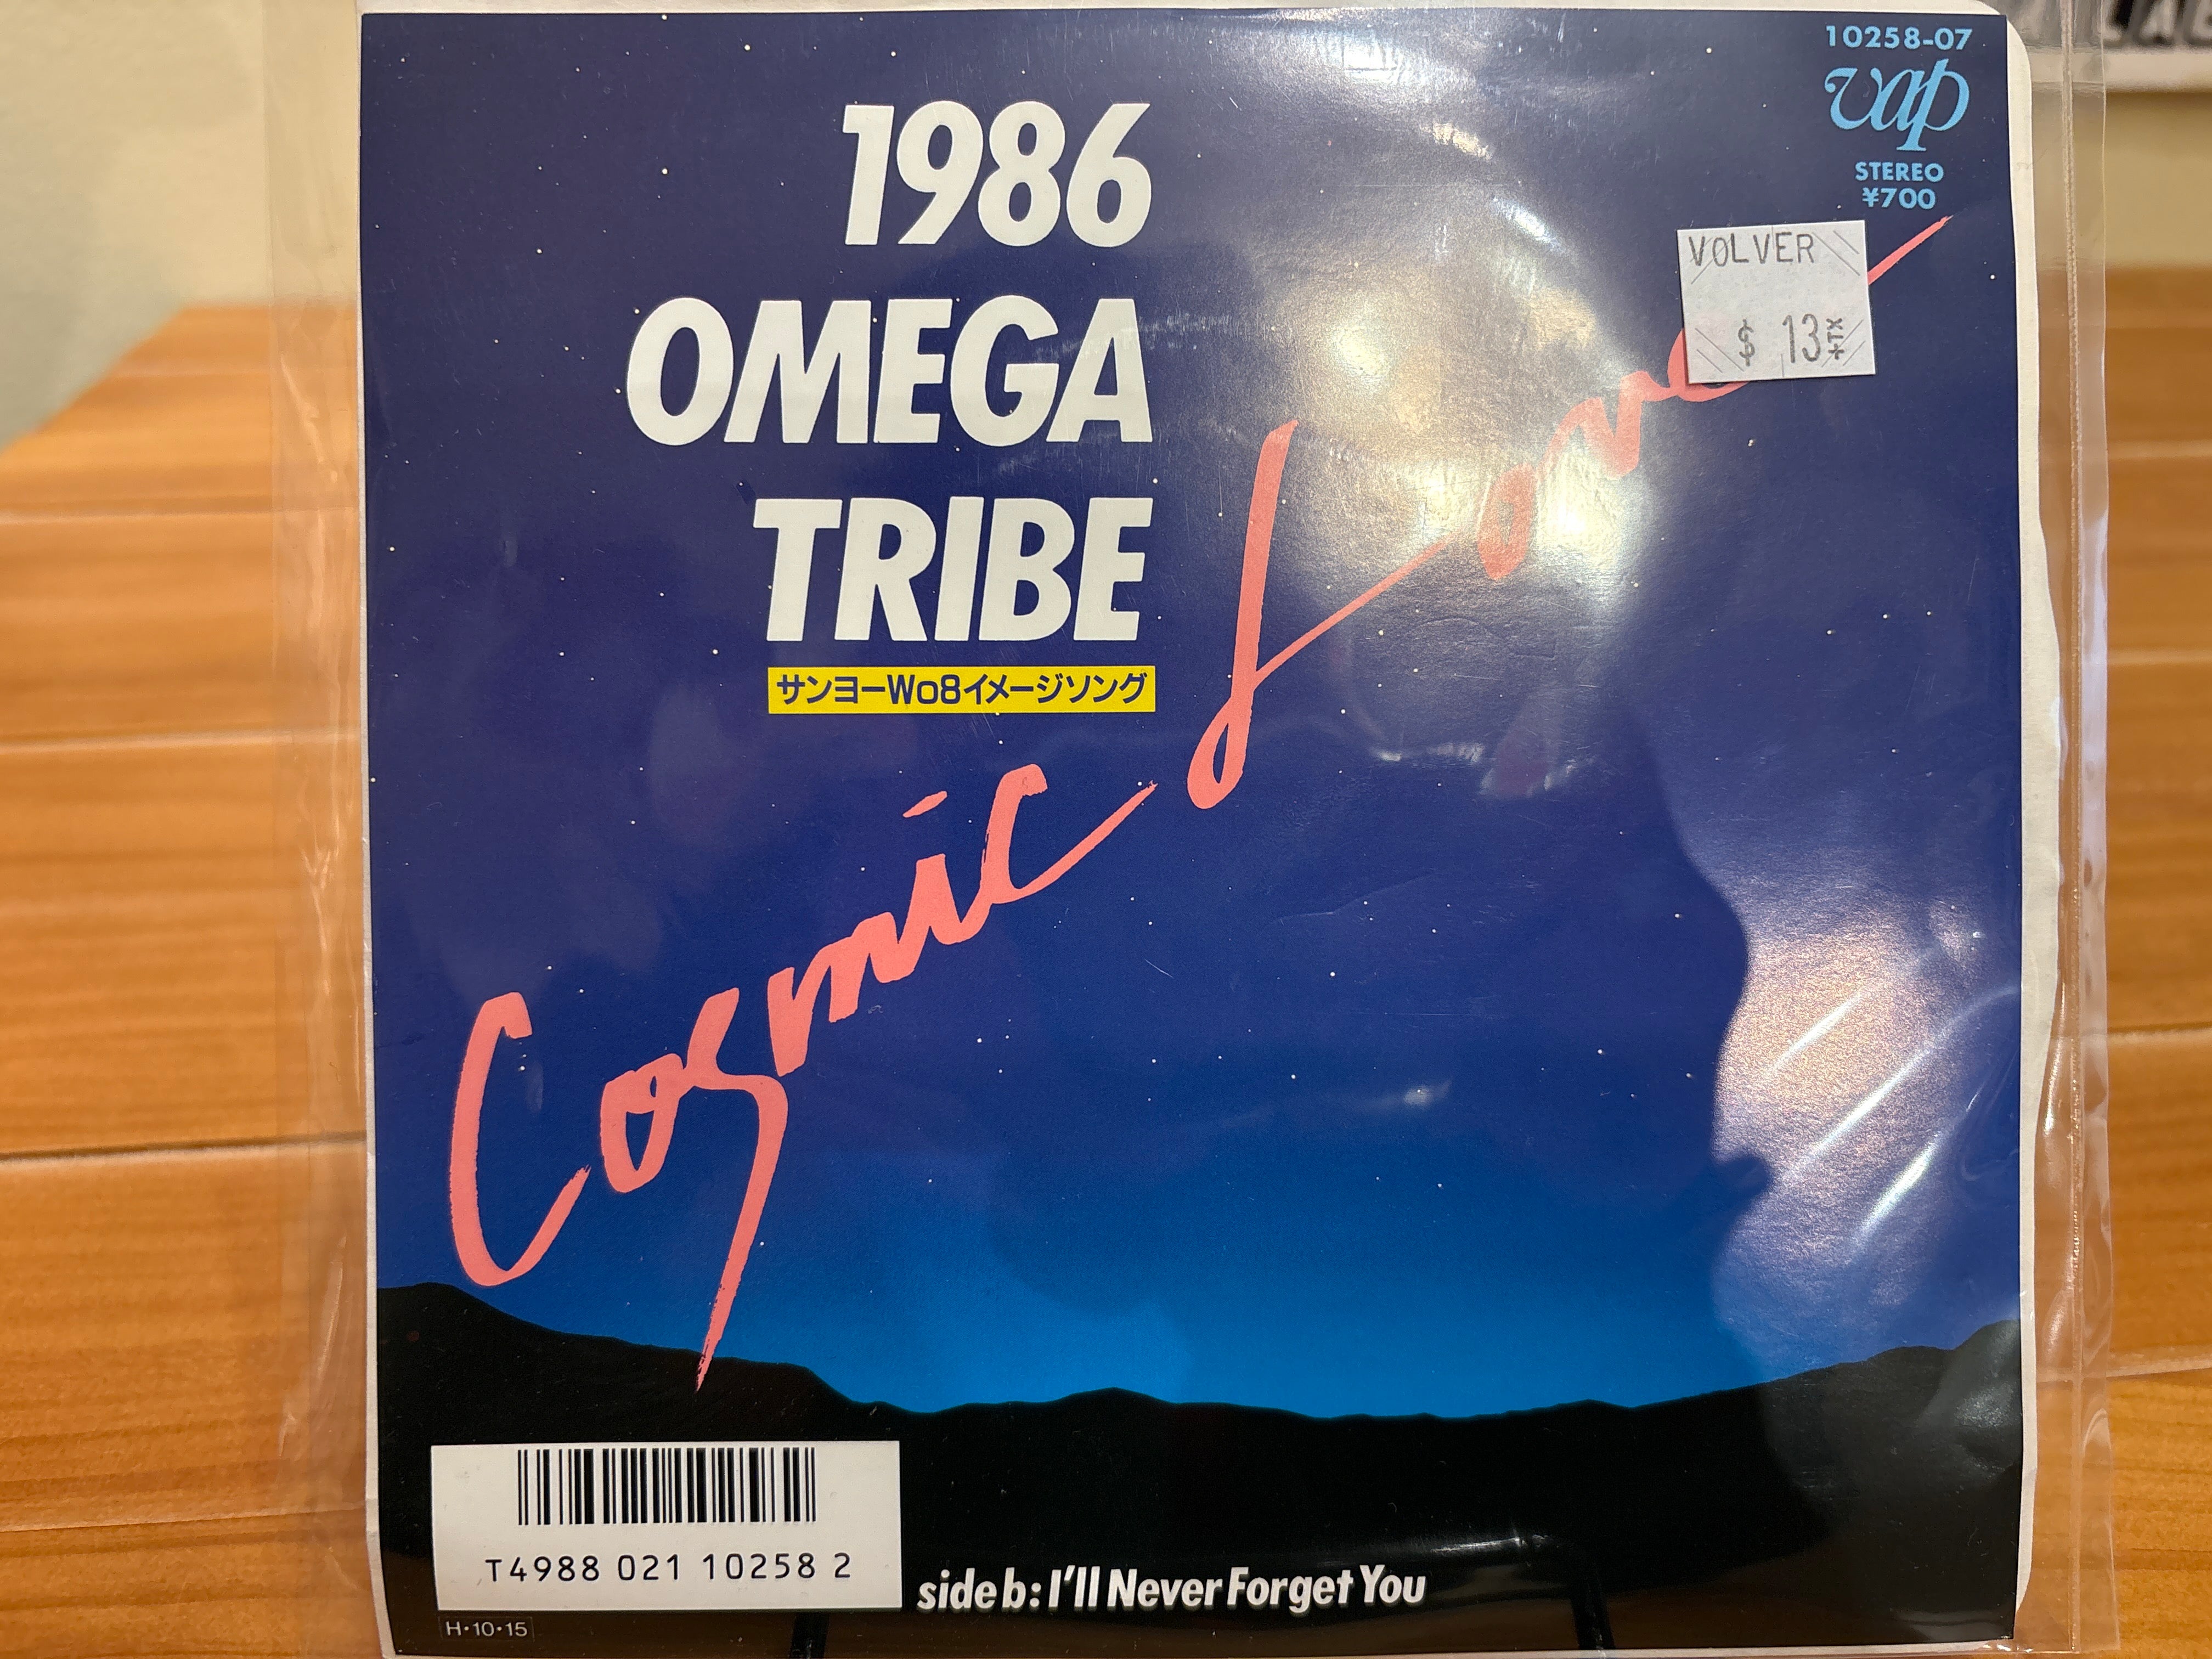 10258-07
vap
STEREO
¥700
1986
OMEGA
TRIBE
サンヨーWo8イメージソング
VOLVER
$ 13
+TX
Cosmic Love
T4988 021 10258 2
side b: I'll Never Forget You
H・10・15